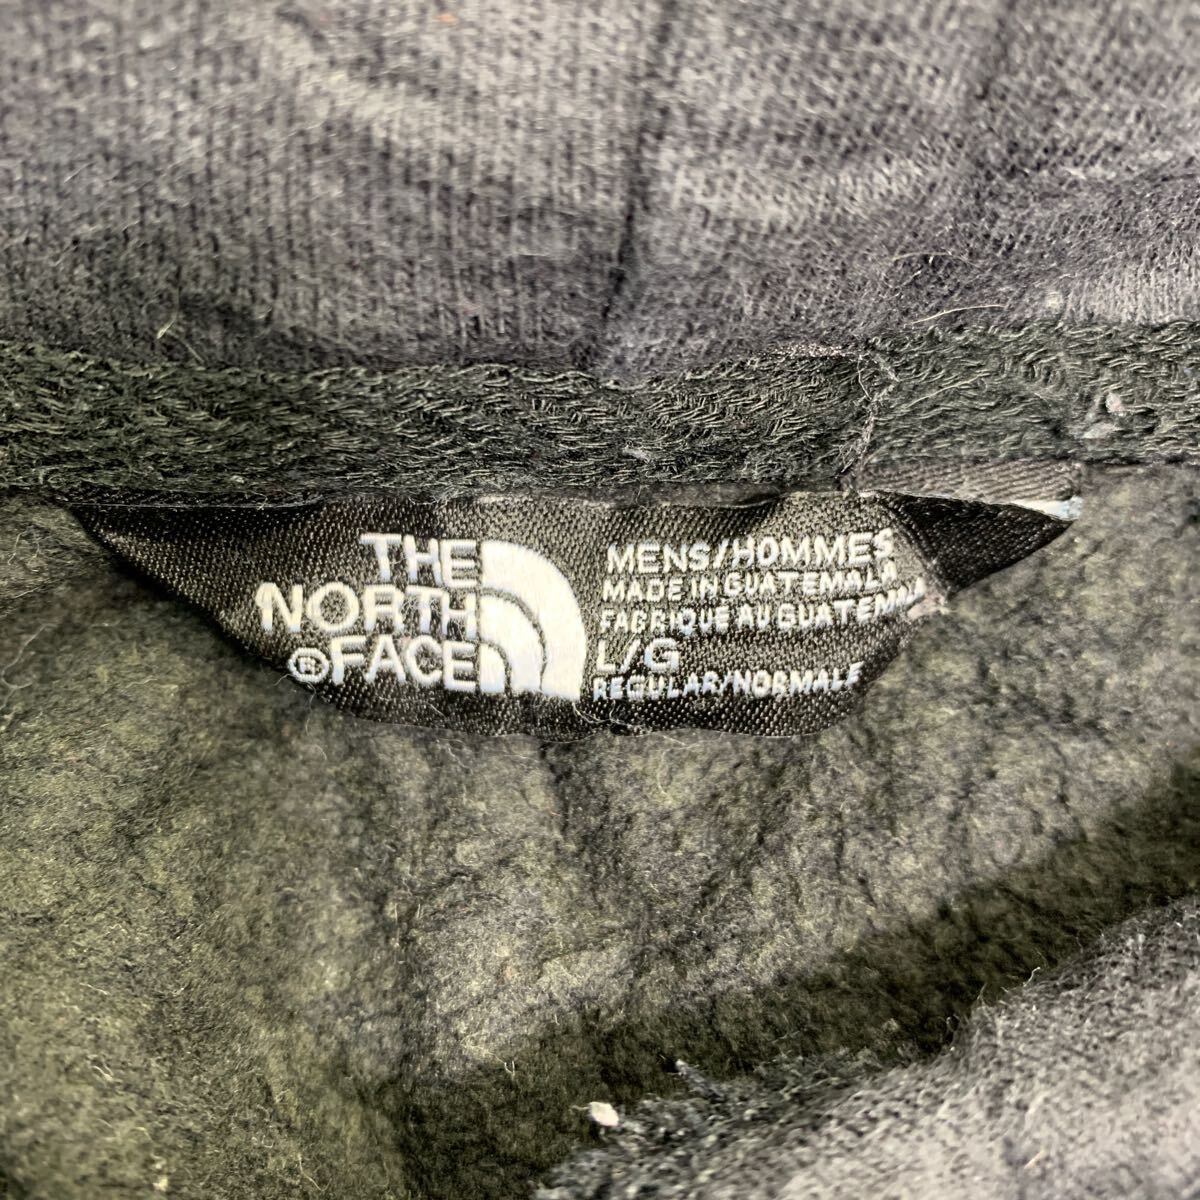 THE
NORTH
® FACE
MENS/HOMMES
MADE IN GUATEMALA
FABRIQUE AU GUATEMALA
L/G
REGULAR/NORMALE